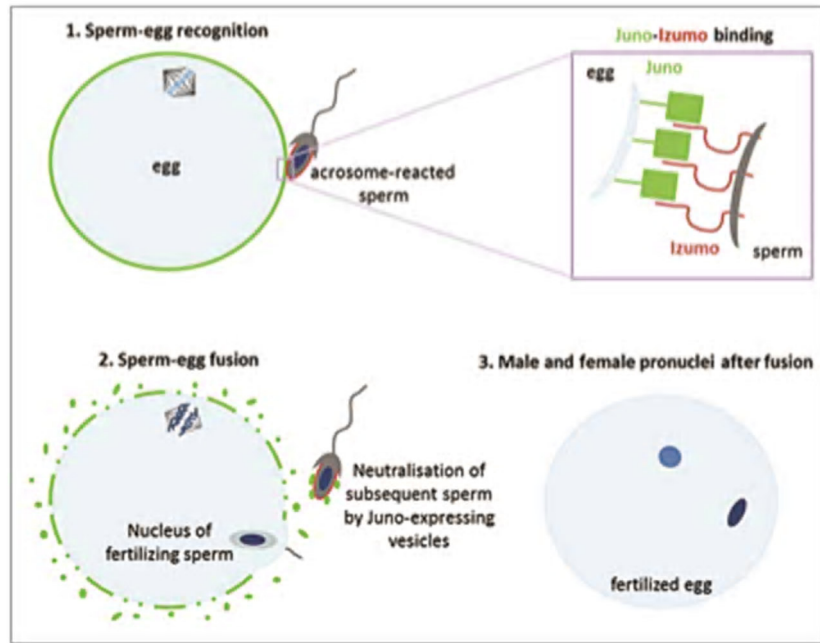 1. Sperm-egg recognition
egg
acrosome-reacted
sperm
Juno-Izumo binding
egg
Juno
Izumo
sperm
2. Sperm-egg fusion
Nucleus of
fertilizing sperm
Neutralisation of
subsequent sperm
by Juno-expressing
vesicles
3. Male and female pronuclei after fusion
fertilized egg